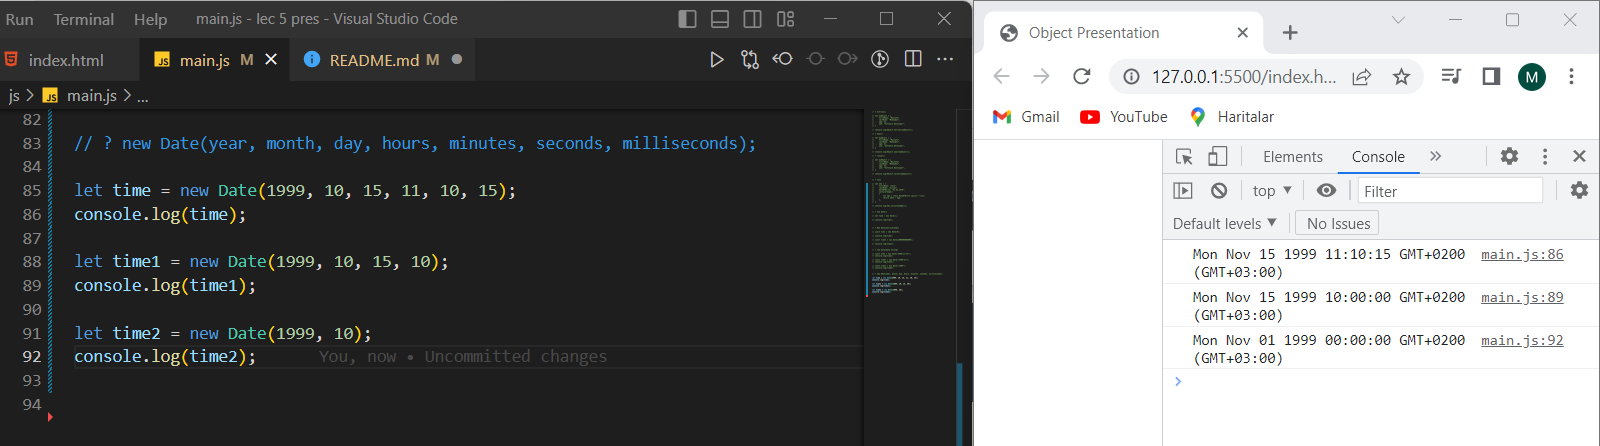 Run Terminal Help main.js - lec 5 pres - Visual Studio Code
index.html JS main.js M README.md M
js > JS main.js > ...
82
83 // ? new Date(year, month, day, hours, minutes, seconds, milliseconds);
84
85 let time = new Date(1999, 10, 15, 11, 10, 15);
86 console.log(time);
87
88 let time1 = new Date(1999, 10, 15, 10);
89 console.log(time1);
90
91 let time2 = new Date(1999, 10);
92 console.log(time2); You, now • Uncommitted changes
93
94
Object Presentation
127.0.0.1:5500/index.h... M
Gmail YouTube Haritalar
Elements Console »
top ▼ Filter
Default levels ▼ No Issues
Mon Nov 15 1999 11:10:15 GMT+0200 main.js:86
(GMT+03:00)
Mon Nov 15 1999 10:00:00 GMT+0200 main.js:89
(GMT+03:00)
Mon Nov 01 1999 00:00:00 GMT+0200 main.js:92
(GMT+03:00)
>